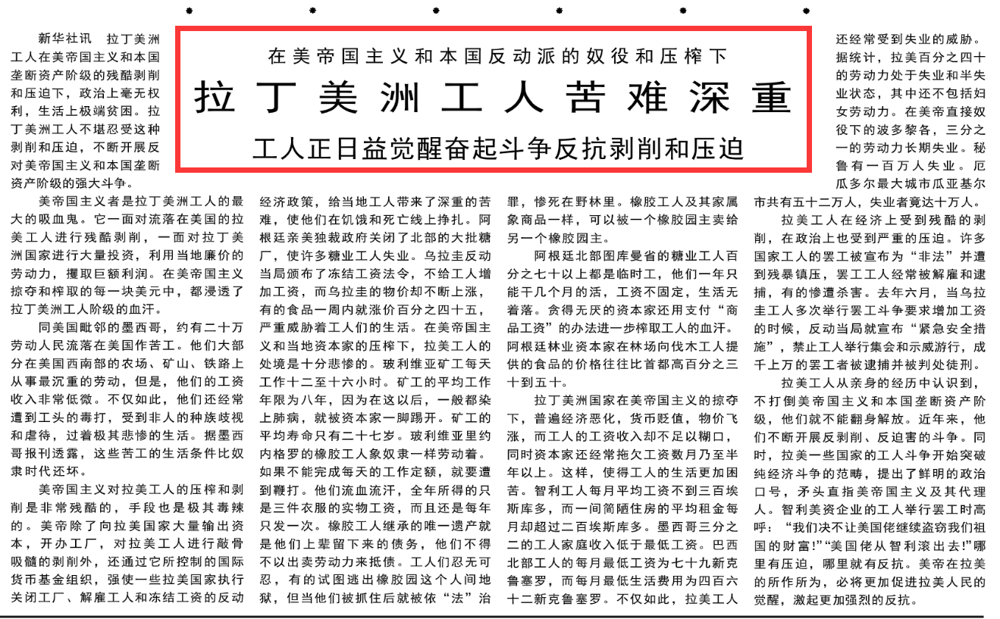 在美帝国主义和本国反动派的奴役和压榨下
拉丁美洲工人苦难深重
工人正日益觉醒奋起斗争反抗剥削和压迫
新华社讯　拉丁美洲
工人在美帝国主义和本国
垄断资产阶级的残酷剥削
和压迫下，政治上毫无权
利，生活上极端贫困。拉
丁美洲工人不堪忍受这种
剥削和压迫，不断开展反
对美帝国主义和本国垄断
资产阶级的强大斗争。
美帝国主义者是拉丁美洲工人的最
大的吸血鬼。它一面对流落在美国的拉
美工人进行残酷剥削，一面对拉丁美
洲国家进行大量投资，利用当地廉价的
劳动力，攫取巨额利润。在美帝国主义
掠夺和榨取的每一块美元中，都浸透了
拉丁美洲工人阶级的血汗。
同美国毗邻的墨西哥，约有二十万
劳动人民流落在美国作苦工。他们大部
分在美国西南部的农场、矿山、铁路上
从事最沉重的劳动，但是，他们的工资
收入非常低微。不仅如此，他们还经常
遭到工头的毒打，受到非人的种族歧视
和虐待，过着极其悲惨的生活。据墨西
哥报刊透露，这些苦工的生活条件比奴
隶时代还坏。
美帝国主义对拉美工人的压榨和剥
削是非常残酷的，手段也是极其毒辣
的。美帝除了向拉美国家大量输出资
本，开办工厂，对拉美工人进行敲骨
吸髓的剥削外，还通过它所控制的国际
货币基金组织，强使一些拉美国家执行
关闭工厂、解雇工人和冻结工资的反动
经济政策，给当地工人带来了深重的苦
难，使他们在饥饿和死亡线上挣扎。阿
根廷亲美独裁政府关闭了北部的大批糖
厂，使许多糖业工人失业。乌拉圭反动
当局颁布了冻结工资法令，不给工人增
加工资，而乌拉圭的物价却不断上涨，
有的食品一周内就涨价百分之四十五，
严重威胁着工人们的生活。在美帝国主
义和当地资本家的压榨下，拉美工人的
处境是十分悲惨的。玻利维亚矿工每天
工作十二至十六小时。矿工的平均工作
年限为八年，因为在这以后，一般都染
上肺病，就被资本家一脚踢开。矿工的
平均寿命只有二十七岁。玻利维亚里约
内格罗的橡胶工人象奴隶一样劳动着。
如果不能完成每天的工作定额，就要遭
到鞭打。他们流血流汗，全年所得的只
是三件衣服的实物工资，而且还是每年
只发一次。橡胶工人继承的唯一遗产就
是他们上辈留下来的债务，他们不得
不以出卖劳动力来抵债。工人们忍无可
忍，有的试图逃出橡胶园这个人间地
狱，但当他们被抓住后就被依“法”治
罪，惨死在野林里。橡胶工人及其家属
象商品一样，可以被一个橡胶园主卖给
另一个橡胶园主。
阿根廷北部图库曼省的糖业工人百
分之七十以上都是临时工，他们一年只
能干几个月的活，工资不固定，生活无
着落。贪得无厌的资本家还用支付“商
品工资”的办法进一步榨取工人的血汗。
阿根廷林业资本家在林场向伐木工人提
供的食品的价格往往比首都高百分之三
十到五十。
拉丁美洲国家在美帝国主义的掠夺
下，普遍经济恶化，货币贬值，物价飞
涨，而工人的工资收入却不足以糊口，
同时资本家还经常拖欠工资数月乃至半
年以上。这样，使得工人的生活更加困
苦。智利工人每月平均工资不到三百埃
斯库多，而一间简陋住房的平均租金每
月却超过二百埃斯库多。墨西哥三分之
二的工人家庭收入低于最低工资。巴西
北部工人的每月最低工资为七十九新克
鲁塞罗，而每月最低生活费用为四百六
十二新克鲁塞罗。不仅如此，拉美工人
还经常受到失业的威胁。
据统计，拉美百分之四十
的劳动力处于失业和半失
业状态，其中还不包括妇
女劳动力。在美帝直接奴
役下的波多黎各，三分之
一的劳动力长期失业。秘
鲁有一百万人失业。厄
瓜多尔最大城市瓜亚基尔
市共有五十二万人，失业者竟达十万人。
拉美工人在经济上受到残酷的剥
削，在政治上也受到严重的压迫。许多
国家工人的罢工被宣布为“非法”并遭
到残暴镇压，罢工工人经常被解雇和逮
捕，有的惨遭杀害。去年六月，当乌拉
圭工人多次举行罢工斗争要求增加工资
的时候，反动当局就宣布“紧急安全措
施”，禁止工人举行集会和示威游行，成
千上万的罢工者被逮捕并被判处徒刑。
拉美工人从亲身的经历中认识到，
不打倒美帝国主义和本国垄断资产阶
级，他们就不能翻身解放。近年来，他
们不断开展反剥削、反迫害的斗争。同
时，拉美一些国家的工人斗争开始突破
纯经济斗争的范畴，提出了鲜明的政治
口号，矛头直指美帝国主义及其代理
人。智利美资企业的工人举行罢工时高
呼：“我们决不让美国佬继续盗窃我们祖
国的财富！”“美国佬从智利滚出去！”哪
里有压迫，哪里就有反抗。美帝在拉美
的所作所为，必将更加促进拉美人民的
觉醒，激起更加强烈的反抗。